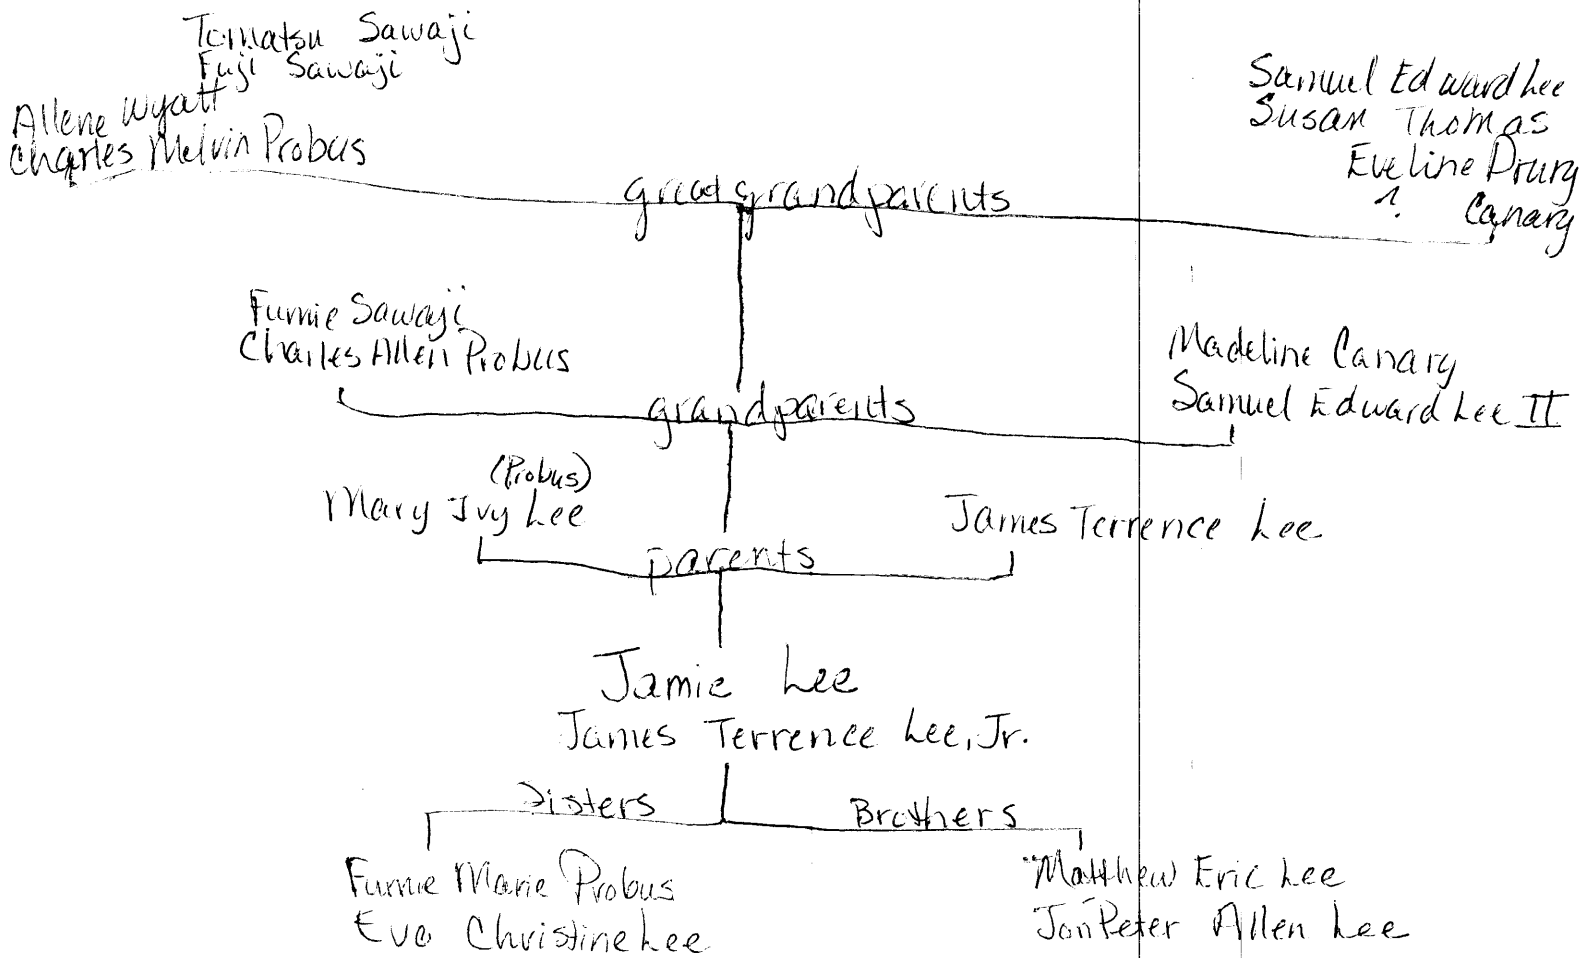 Tomatsu Sawaji
Fuji Sawaji
Allene Wyatt
Charles Melvin Probus
Samuel Edward Lee
Susan Thomas
Eveline Drury
? Canary
great grandparents
Fumie Sawaji
Charles Allen Probus
Madeline Canary
Samuel Edward Lee II
grandparents
(Probus)
Mary Ivy Lee
James Terrence Lee
parents
Jamie Lee
James Terrence Lee, Jr.
Sisters
Brothers
Fumie Marie Probus
Eva Christine Lee
Matthew Eric Lee
Jon Peter Allen Lee